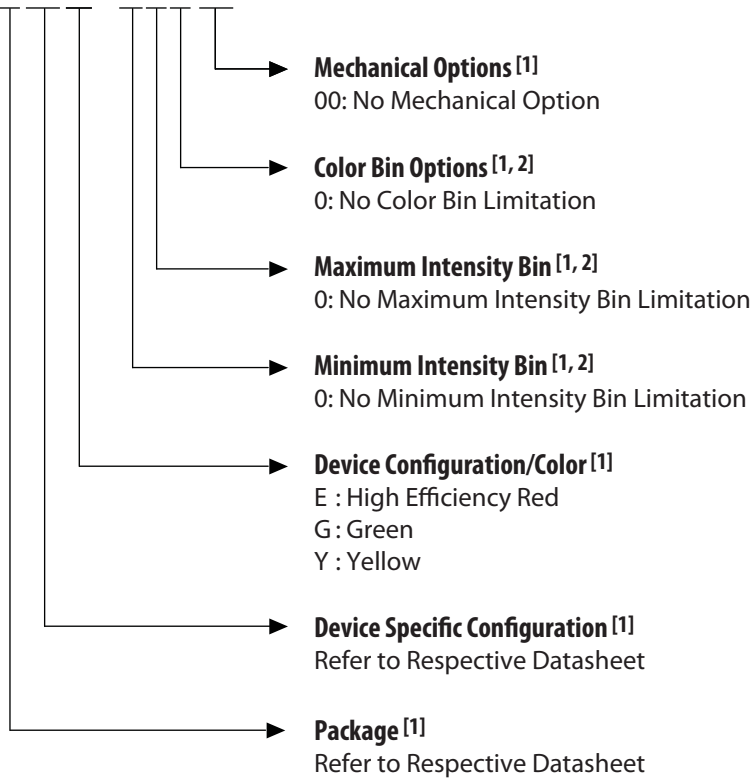 Mechanical Options [1]
00: No Mechanical Option
Color Bin Options [1, 2]
0: No Color Bin Limitation
Maximum Intensity Bin [1, 2]
0: No Maximum Intensity Bin Limitation
Minimum Intensity Bin [1, 2]
0: No Minimum Intensity Bin Limitation
Device Configuration/Color [1]
E : High Efficiency Red
G : Green
Y : Yellow
Device Specific Configuration [1]
Refer to Respective Datasheet
Package [1]
Refer to Respective Datasheet